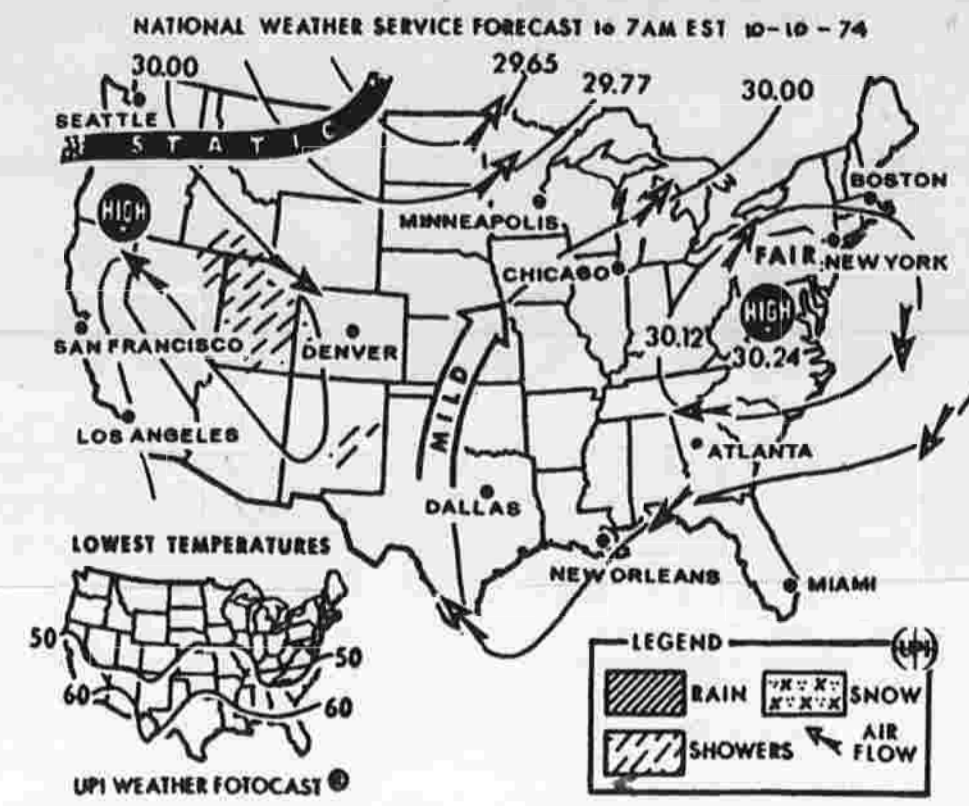 NATIONAL WEATHER SERVICE FORECAST to 7AM EST 10-10-74
30.00
29.65
29.77
30.00
SEATTLE
STATIC
BOSTON
HIGH
MINNEAPOLIS
FAIR
NEW YORK
CHICAGO
HIGH
SAN FRANCISCO
DENVER
30.12
30.24
MILD
LOS ANGELES
ATLANTA
DALLAS
LOWEST TEMPERATURES
NEW ORLEANS
MIAMI
50
50
60
60
LEGEND
UPI
RAIN
SNOW
SHOWERS
AIR
FLOW
UPI WEATHER FOTOCAST